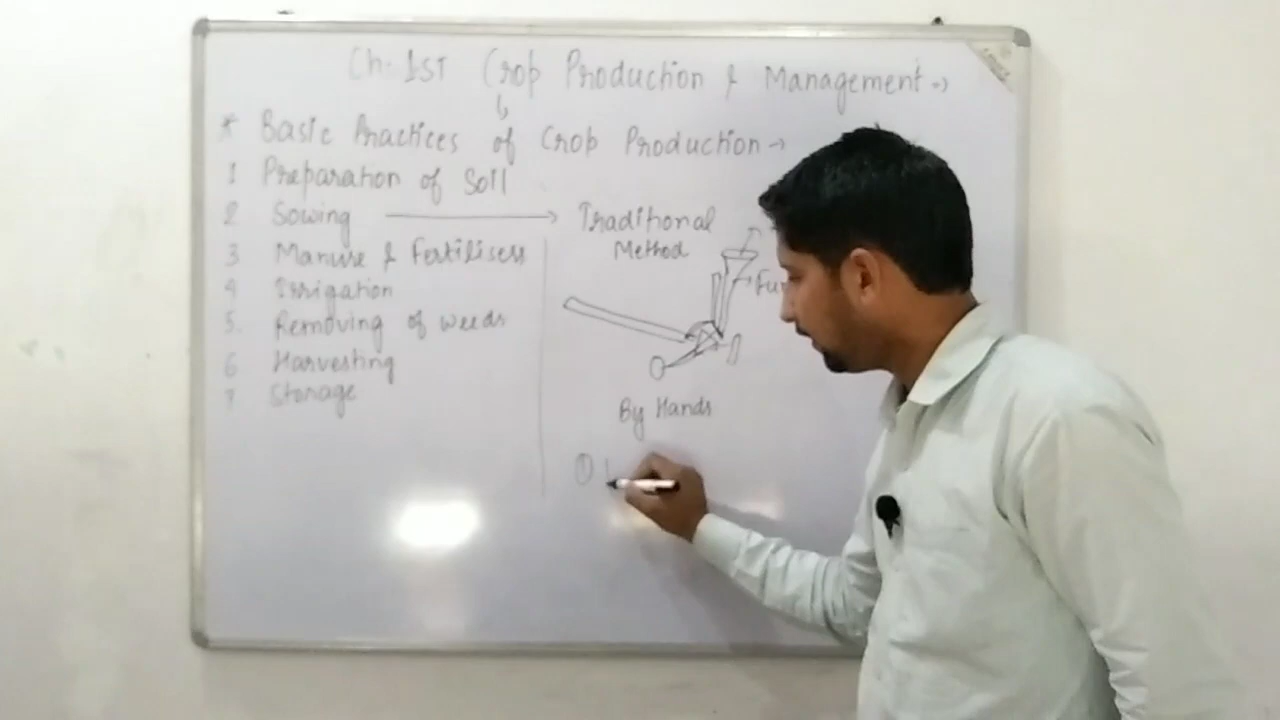 Ch. 1st Crop Production & Management →
* Basic Practices of Crop Production →
1 Preparation of Soil
2 Sowing → Traditional Method
3 Manure & Fertilisers
4 Irrigation
5. Removing of weeds
6 Harvesting
7 Storage
By Hands
①